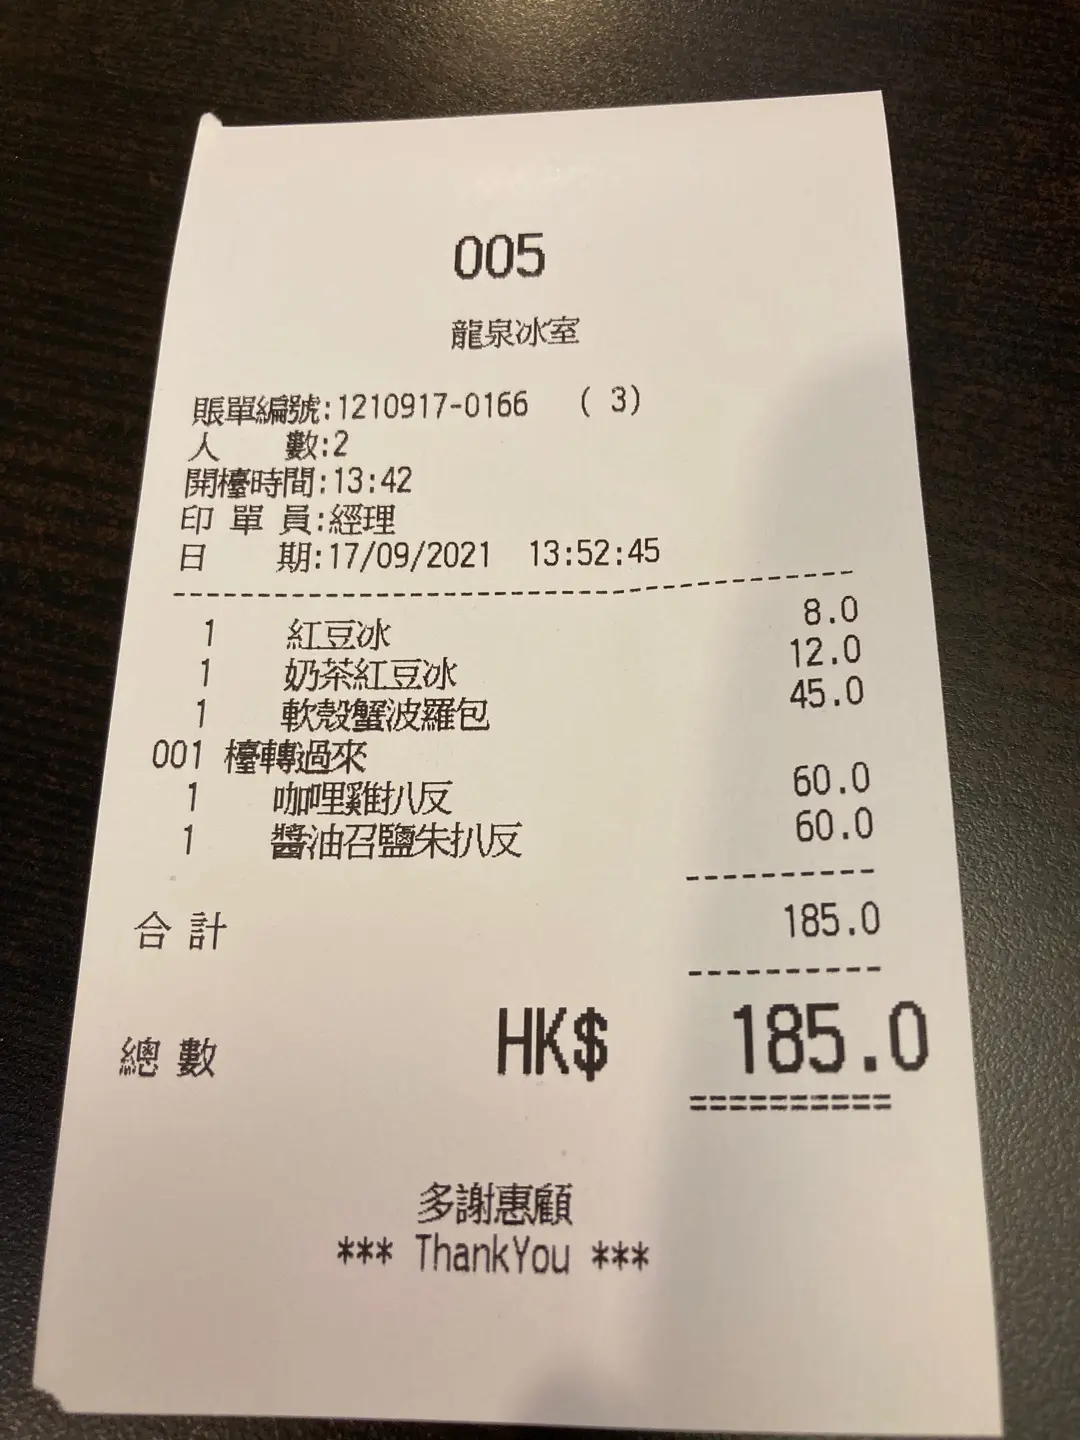 005
龍泉冰室
賬單編號:1210917-0166 ( 3)
人 數:2
開檯時間:13:42
印 單 員:經理
日 期:17/09/2021 13:52:45
1 紅豆冰 8.0
1 奶茶紅豆冰 12.0
1 軟殼蟹波羅包 45.0
001 檯轉過來
1 咖哩雞扒反 60.0
1 醬油召鹽朱扒反 60.0
合 計 185.0
總 數 HK$ 185.0
多謝惠顧
*** ThankYou ***